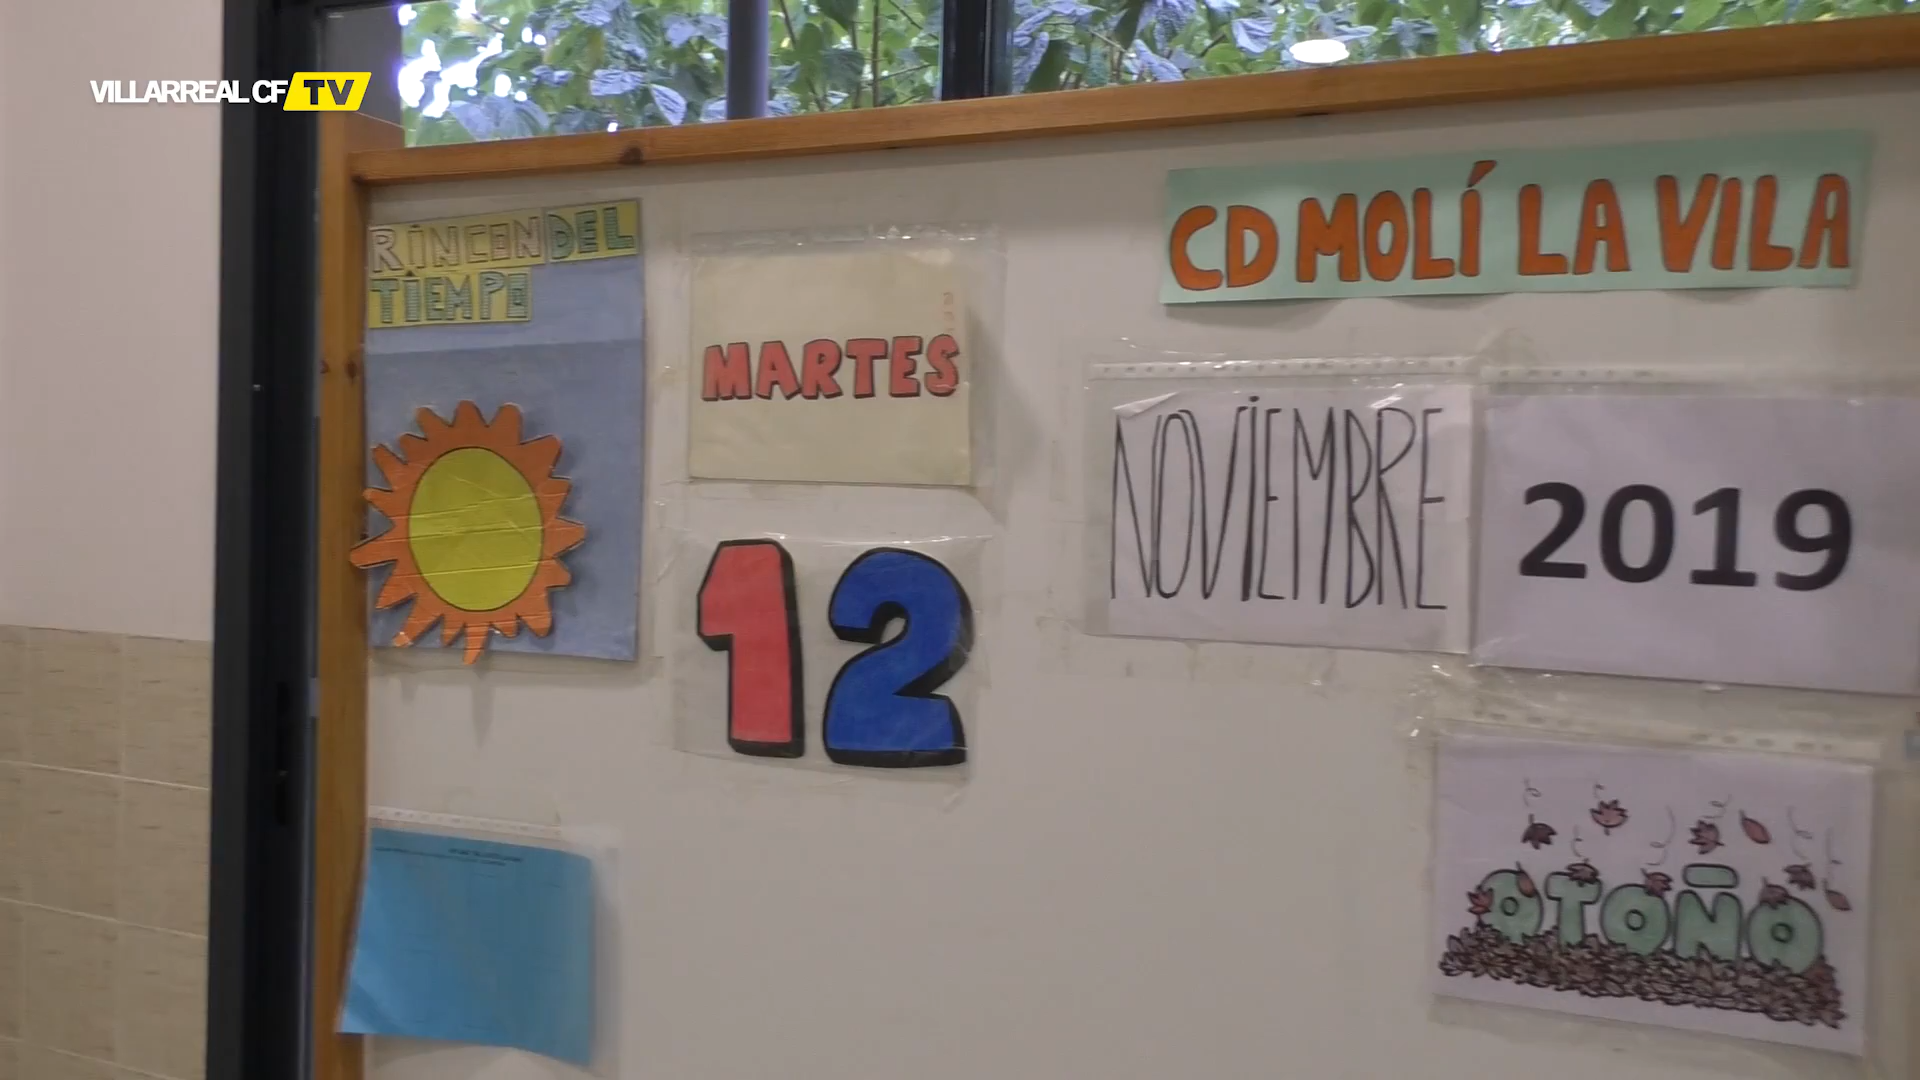 VILLARREAL CF TV
RINCON DEL
TIEMPO
MARTES
12
CD MOLÍ LA VILA
NOVIEMBRE
2019
OTOÑO